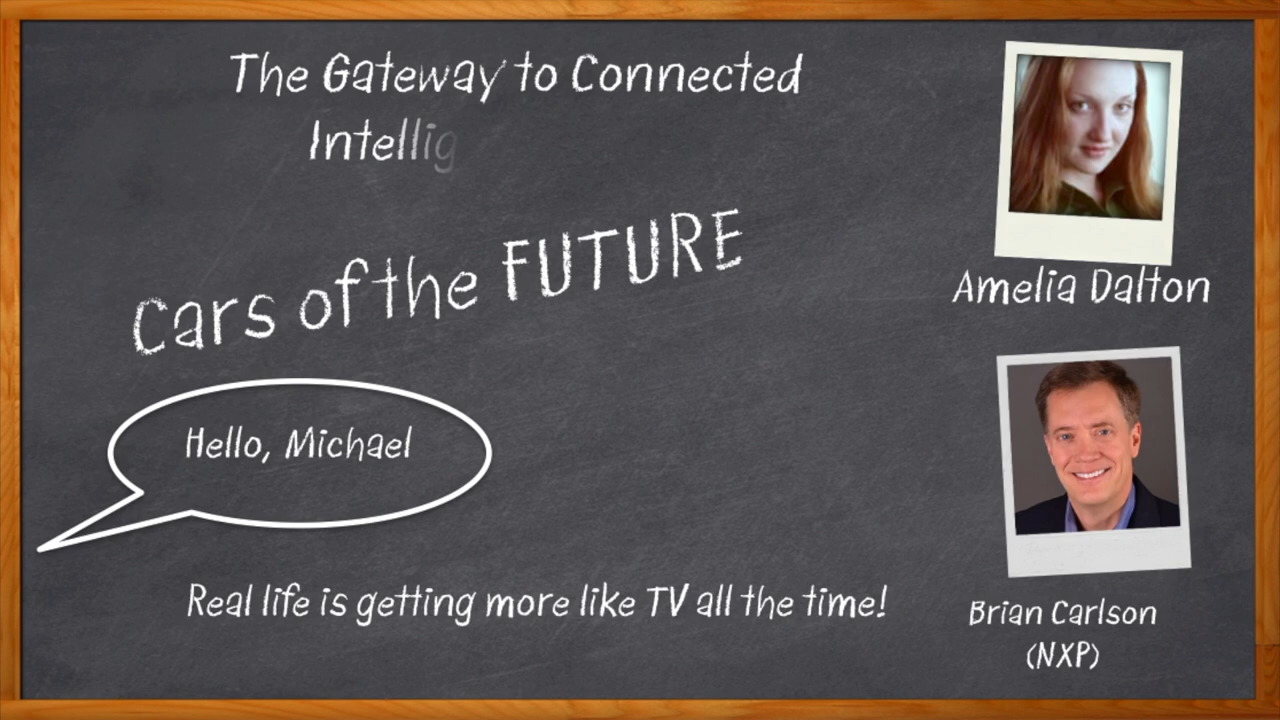 The Gateway to Connected
Intellig
Cars of the FUTURE
Hello, Michael
Real life is getting more like TV all the time!
Amelia Dalton
Brian Carlson
(NXP)